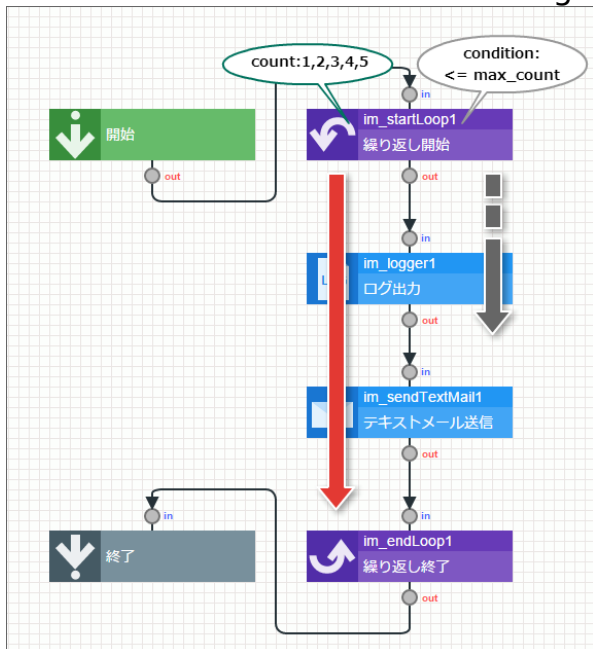 count:1,2,3,4,5
condition:
<= max_count
in
開始
im_startLoop1
繰り返し開始
out
out
in
im_logger1
ログ出力
out
in
im_sendTextMail1
テキストメール送信
out
in
in
終了
im_endLoop1
繰り返し終了
out